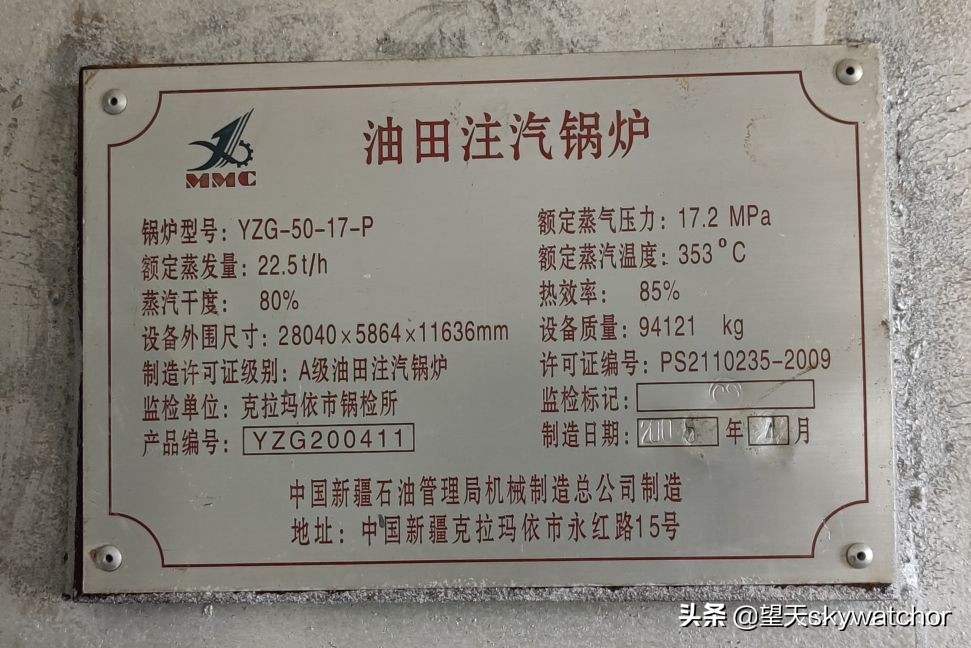 MMC
油田注汽锅炉
锅炉型号: YZG-50-17-P
额定蒸气压力: 17.2 MPa
额定蒸发量: 22.5t/h
额定蒸汽温度: 353°C
蒸汽干度: 80%
热效率: 85%
设备外围尺寸: 28040×5864×11636mm
设备质量: 94121 kg
制造许可证级别: A级油田注汽锅炉
许可证编号: PS2110235-2009
监检单位: 克拉玛依市锅检所
监检标记:
产品编号: YZG200411
制造日期: 年 月
中国新疆石油管理局机械制造总公司制造
地址: 中国新疆克拉玛依市永红路15号
头条 @望天skywatchor